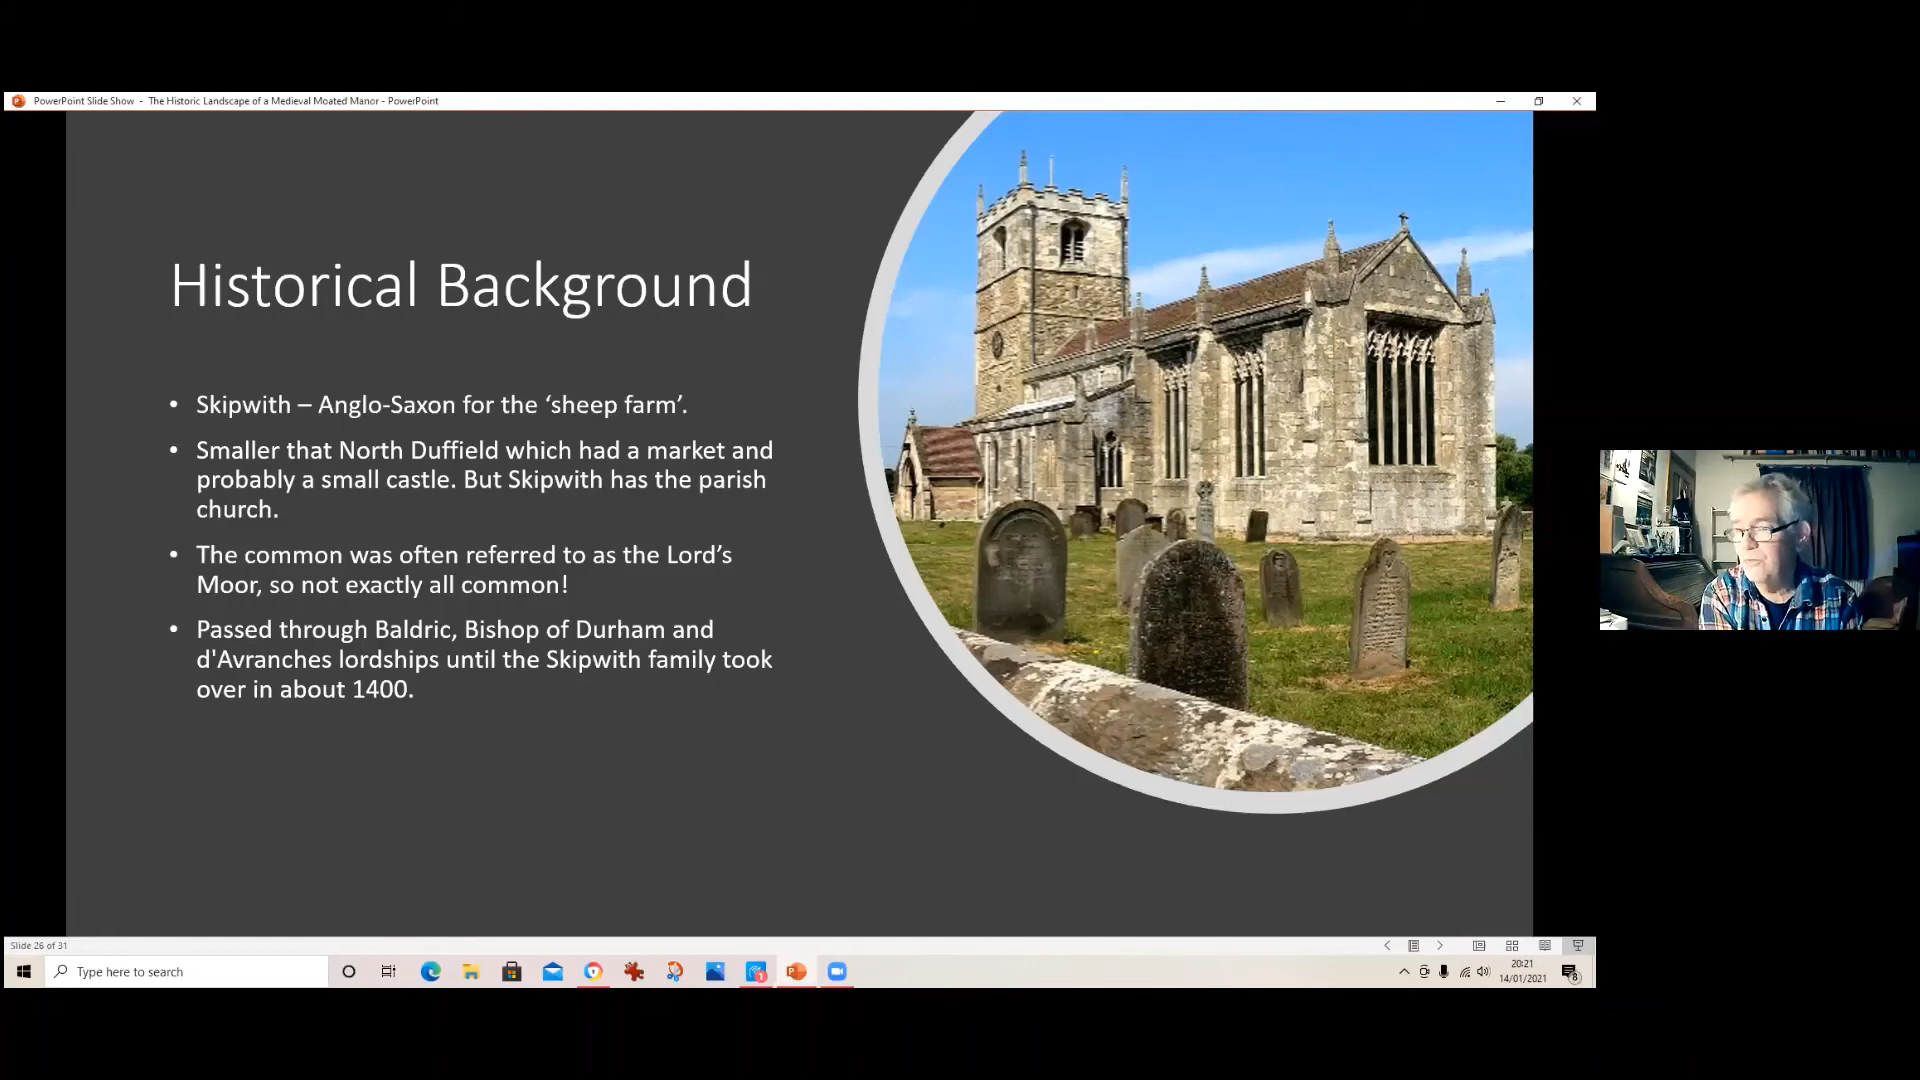 PowerPoint Slide Show - The Historic Landscape of a Medieval Moated Manor - PowerPoint
Historical Background
• Skipwith – Anglo-Saxon for the ‘sheep farm’.
• Smaller that North Duffield which had a market and
probably a small castle. But Skipwith has the parish
church.
• The common was often referred to as the Lord’s
Moor, so not exactly all common!
• Passed through Baldric, Bishop of Durham and
d'Avranches lordships until the Skipwith family took
over in about 1400.
Slide 26 of 31
Type here to search
1
20:21
14/01/2021
8